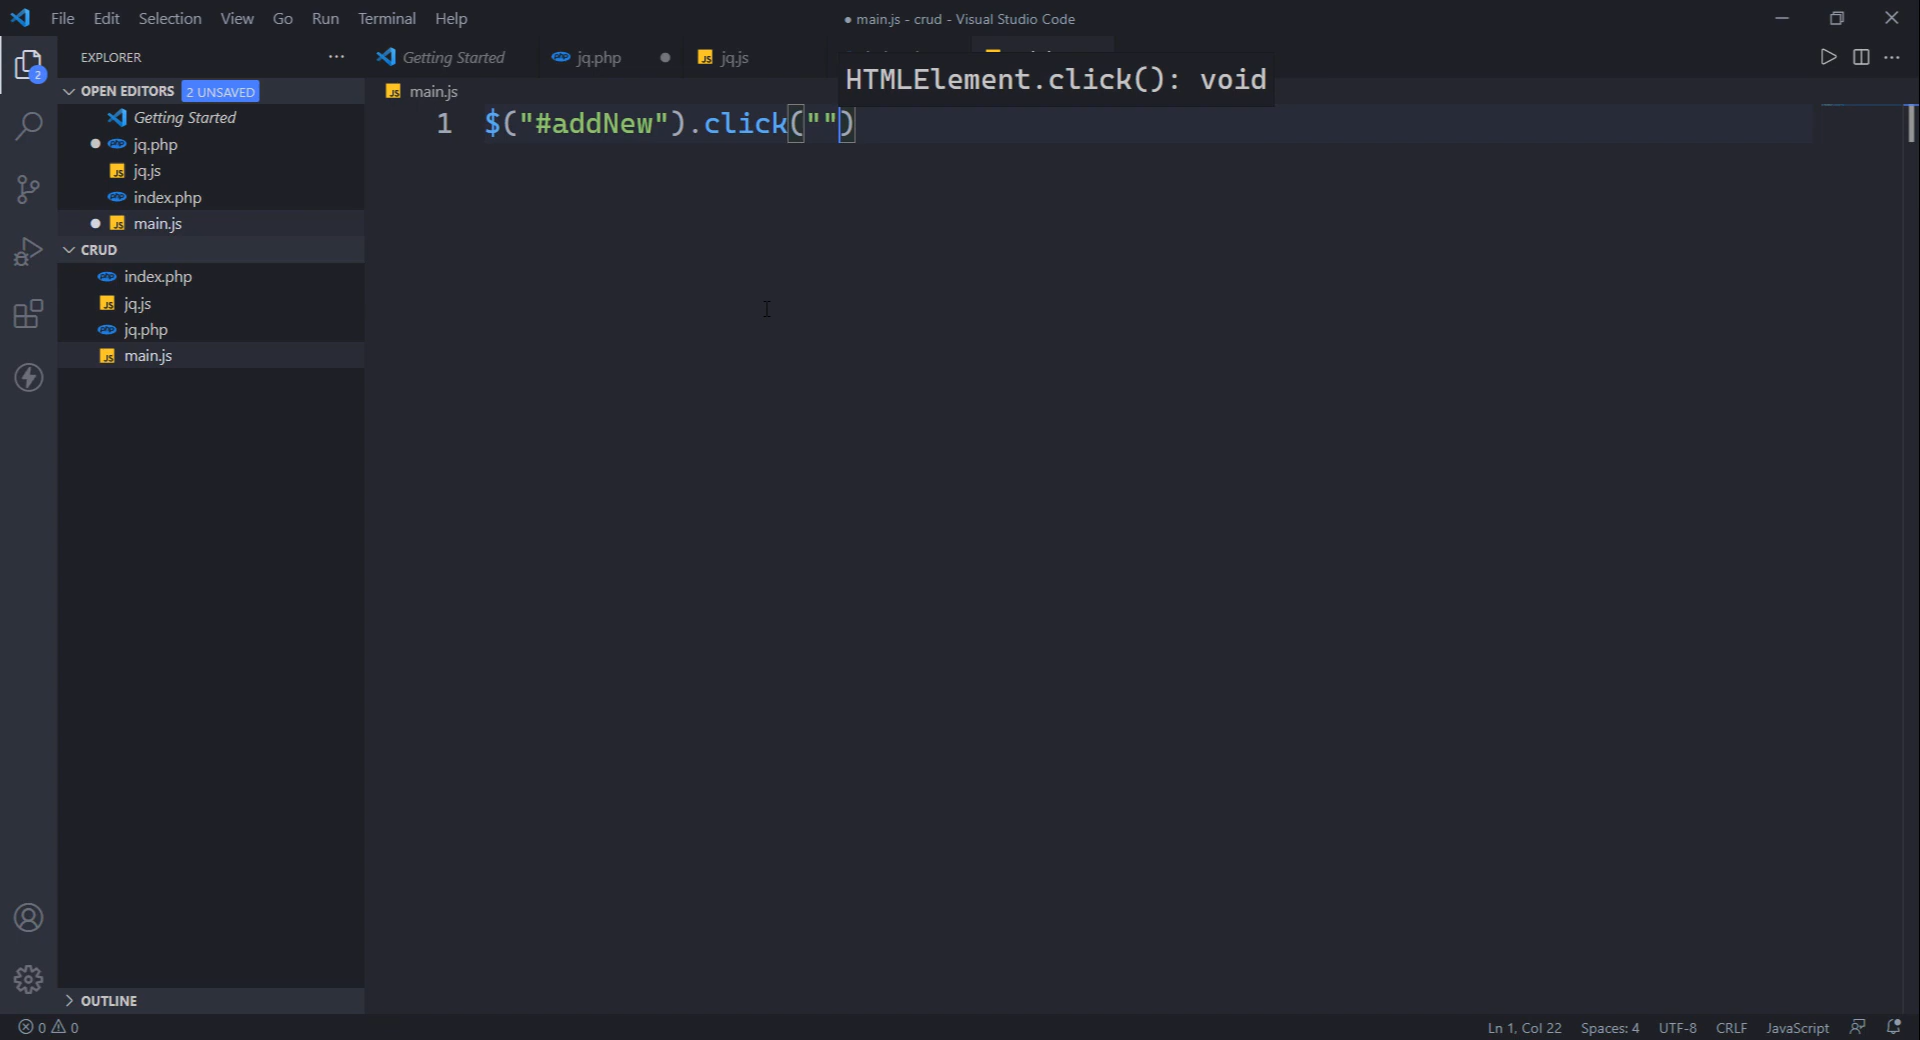 File Edit Selection View Go Run Terminal Help
● main.js - crud - Visual Studio Code
EXPLORER
Getting Started
jq.php
jq.js
HTMLElement.click(): void
OPEN EDITORS 2 UNSAVED
Getting Started
jq.php
jq.js
index.php
main.js
CRUD
index.php
jq.js
jq.php
main.js
main.js
1 $("#addNew").click("")
OUTLINE
0 0
Ln 1, Col 22 Spaces: 4 UTF-8 CRLF JavaScript
2